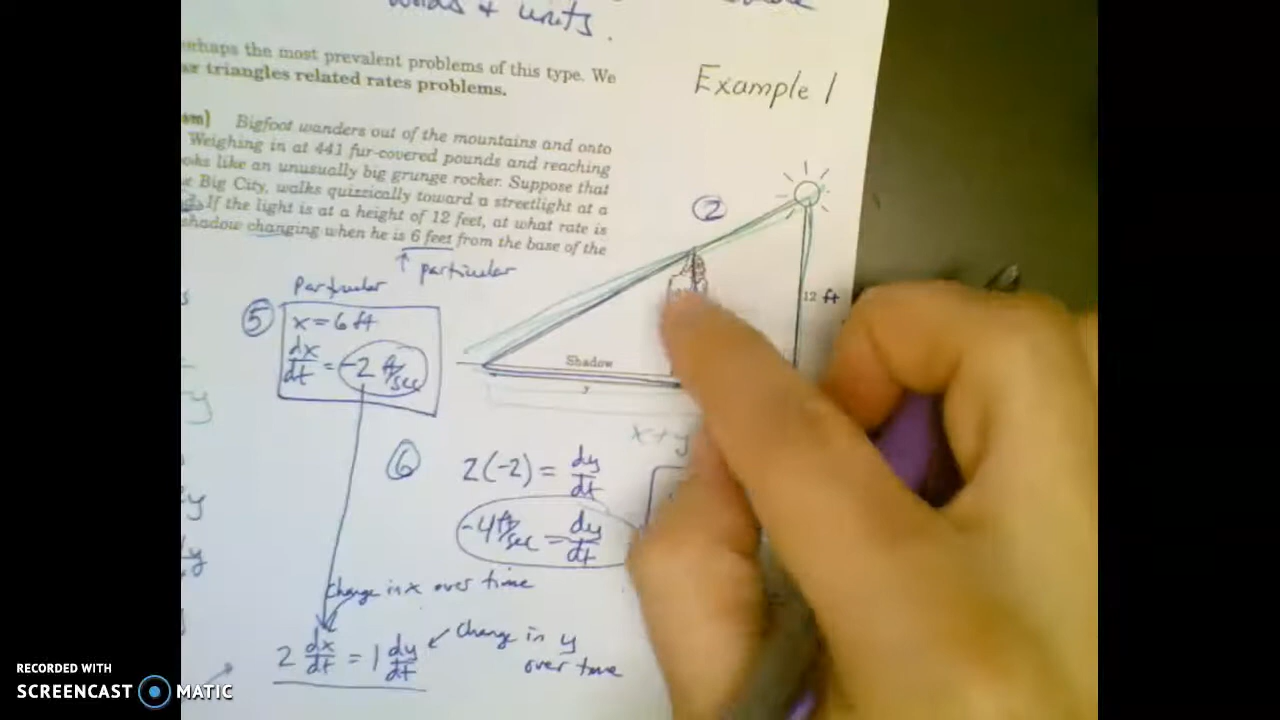 words + units.
perhaps the most prevalent problems of this type. We
triangles related rates problems.
Example 1
Bigfoot wanders out of the mountains and onto
Weighing in at 441 fur-covered pounds and reaching
looks like an unusually big grunge rocker. Suppose that
Big City, walks quizzically toward a streetlight at a
If the light is at a height of 12 feet, at what rate is
shadow changing when he is 6 feet from the base of the
↑ particular
Particular
⑤ x = 6 ft
dx/dt = -2 ft/sec
②
12 ft
Shadow
y
x + y
⑥ 2(-2) = dy/dt
-4 ft/sec = dy/dt
change in x over time
2 dx/dt = 1 dy/dt
change in y
over time
RECORDED WITH
SCREENCAST MATIC